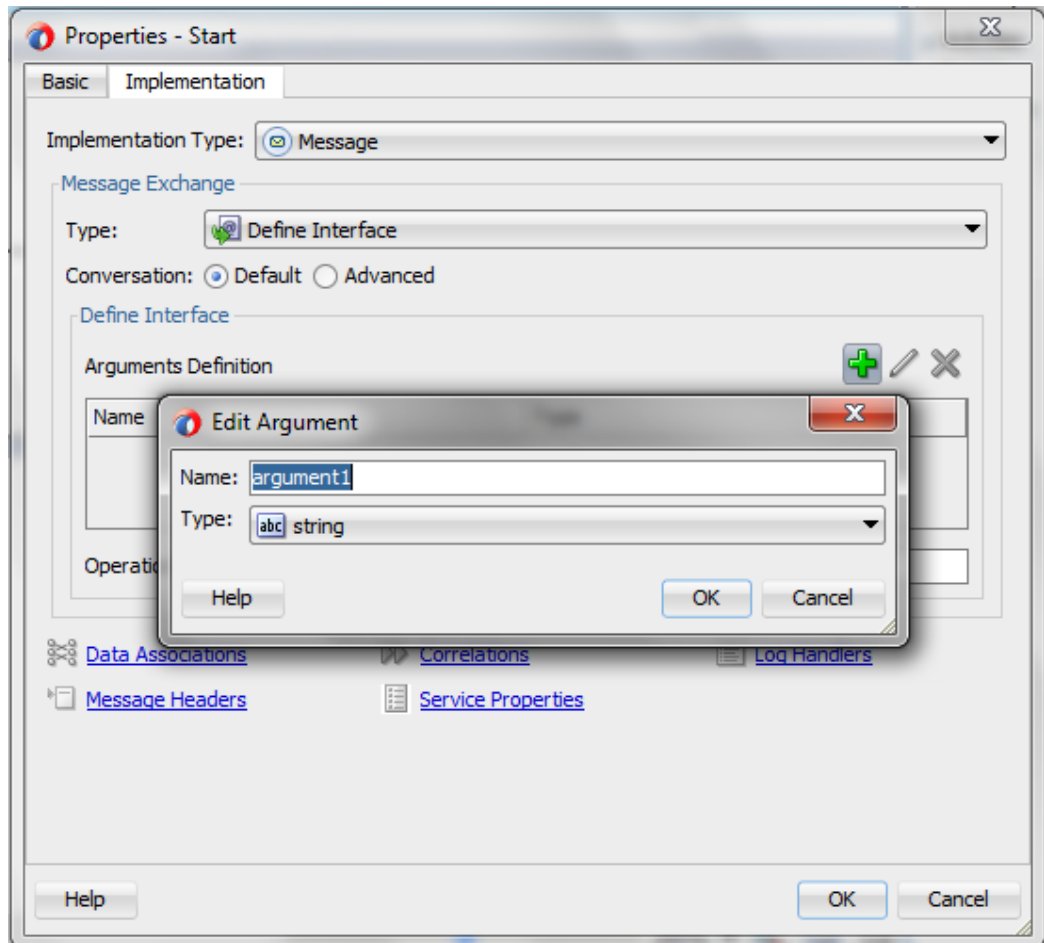 Properties - Start
Basic Implementation
Implementation Type: Message
Message Exchange
Type: Define Interface
Conversation: Default Advanced
Define Interface
Arguments Definition
Name
Edit Argument
Name: argument1
Type: abc string
Help OK Cancel
Data Associations Correlations Log Handlers
Message Headers Service Properties
Help OK Cancel